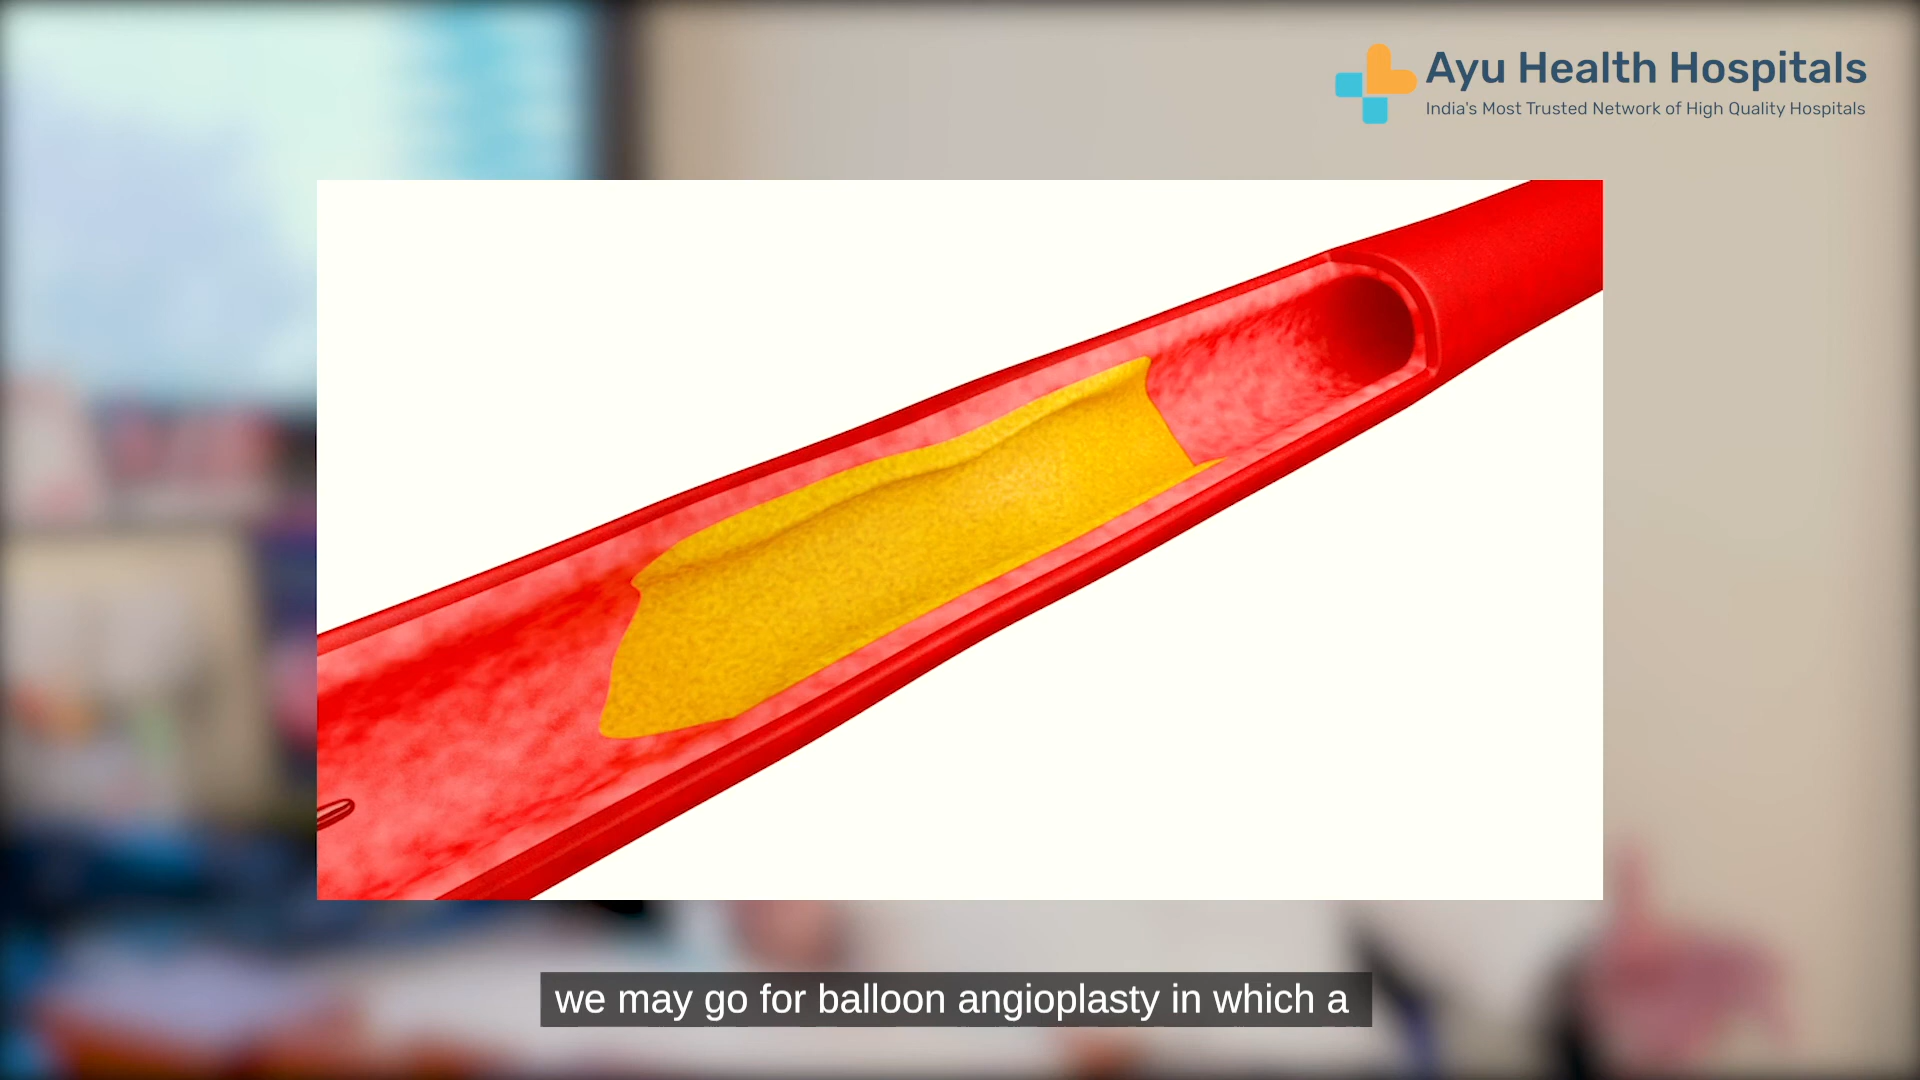 Ayu Health Hospitals
India's Most Trusted Network of High Quality Hospitals
we may go for balloon angioplasty in which a